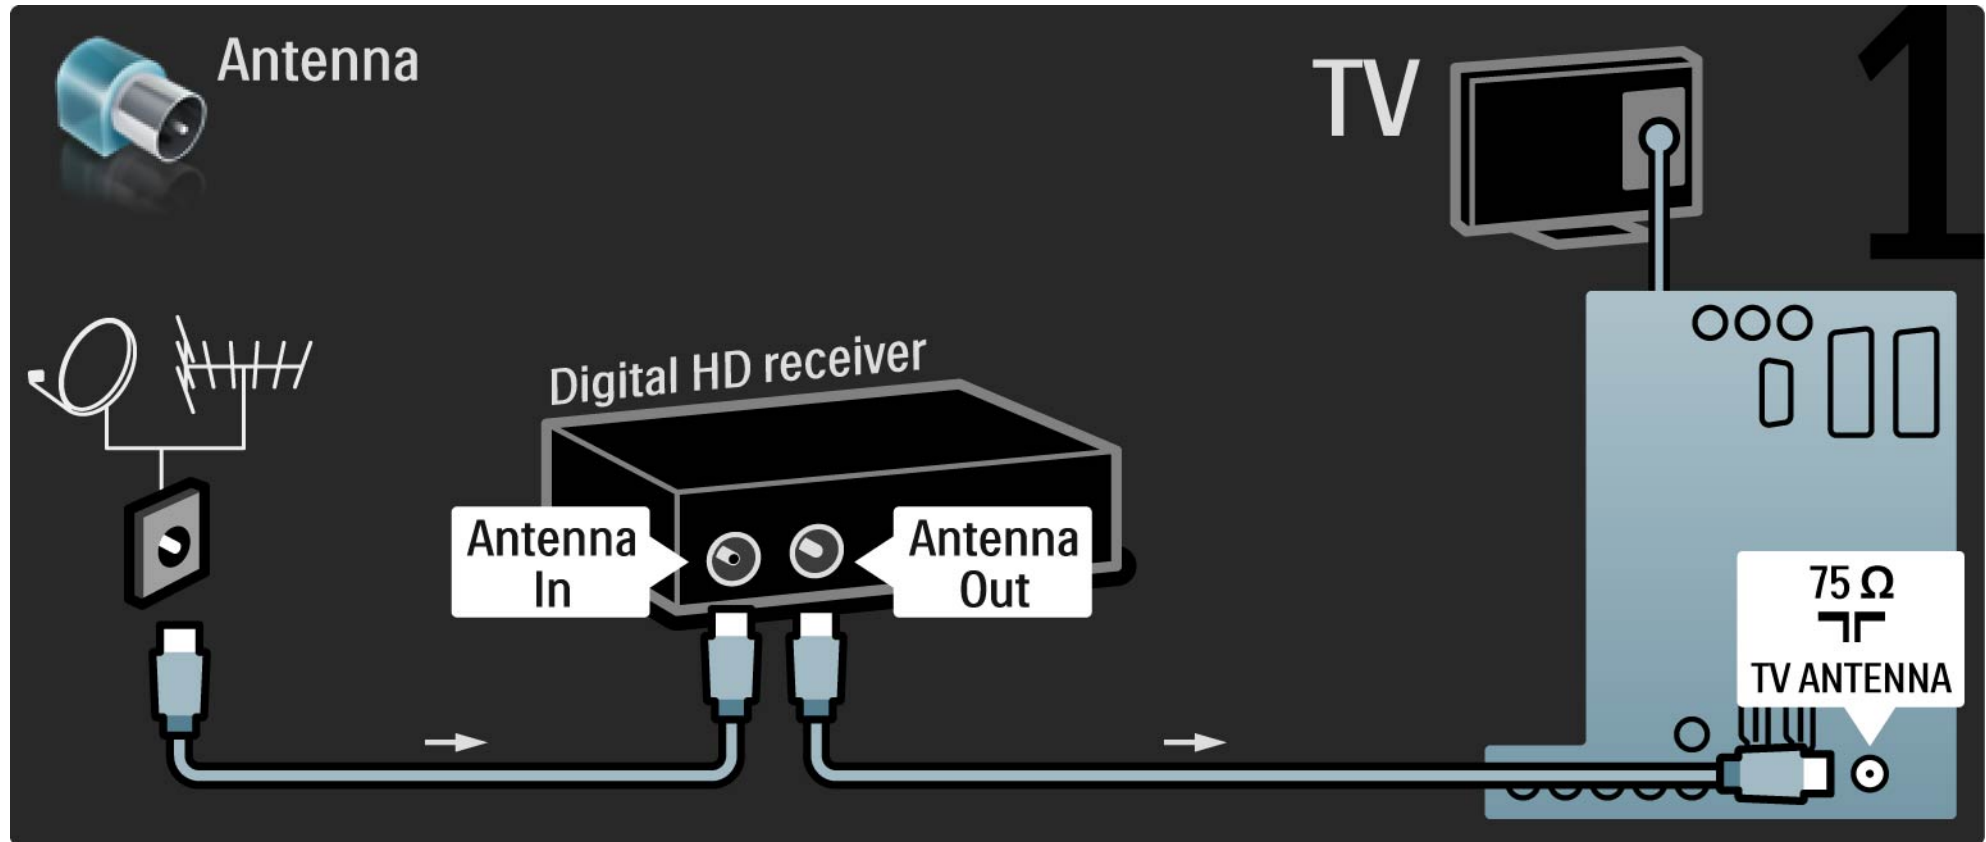 Antenna
TV
1
Digital HD receiver
Antenna
In
Antenna
Out
75 Ω
TV ANTENNA